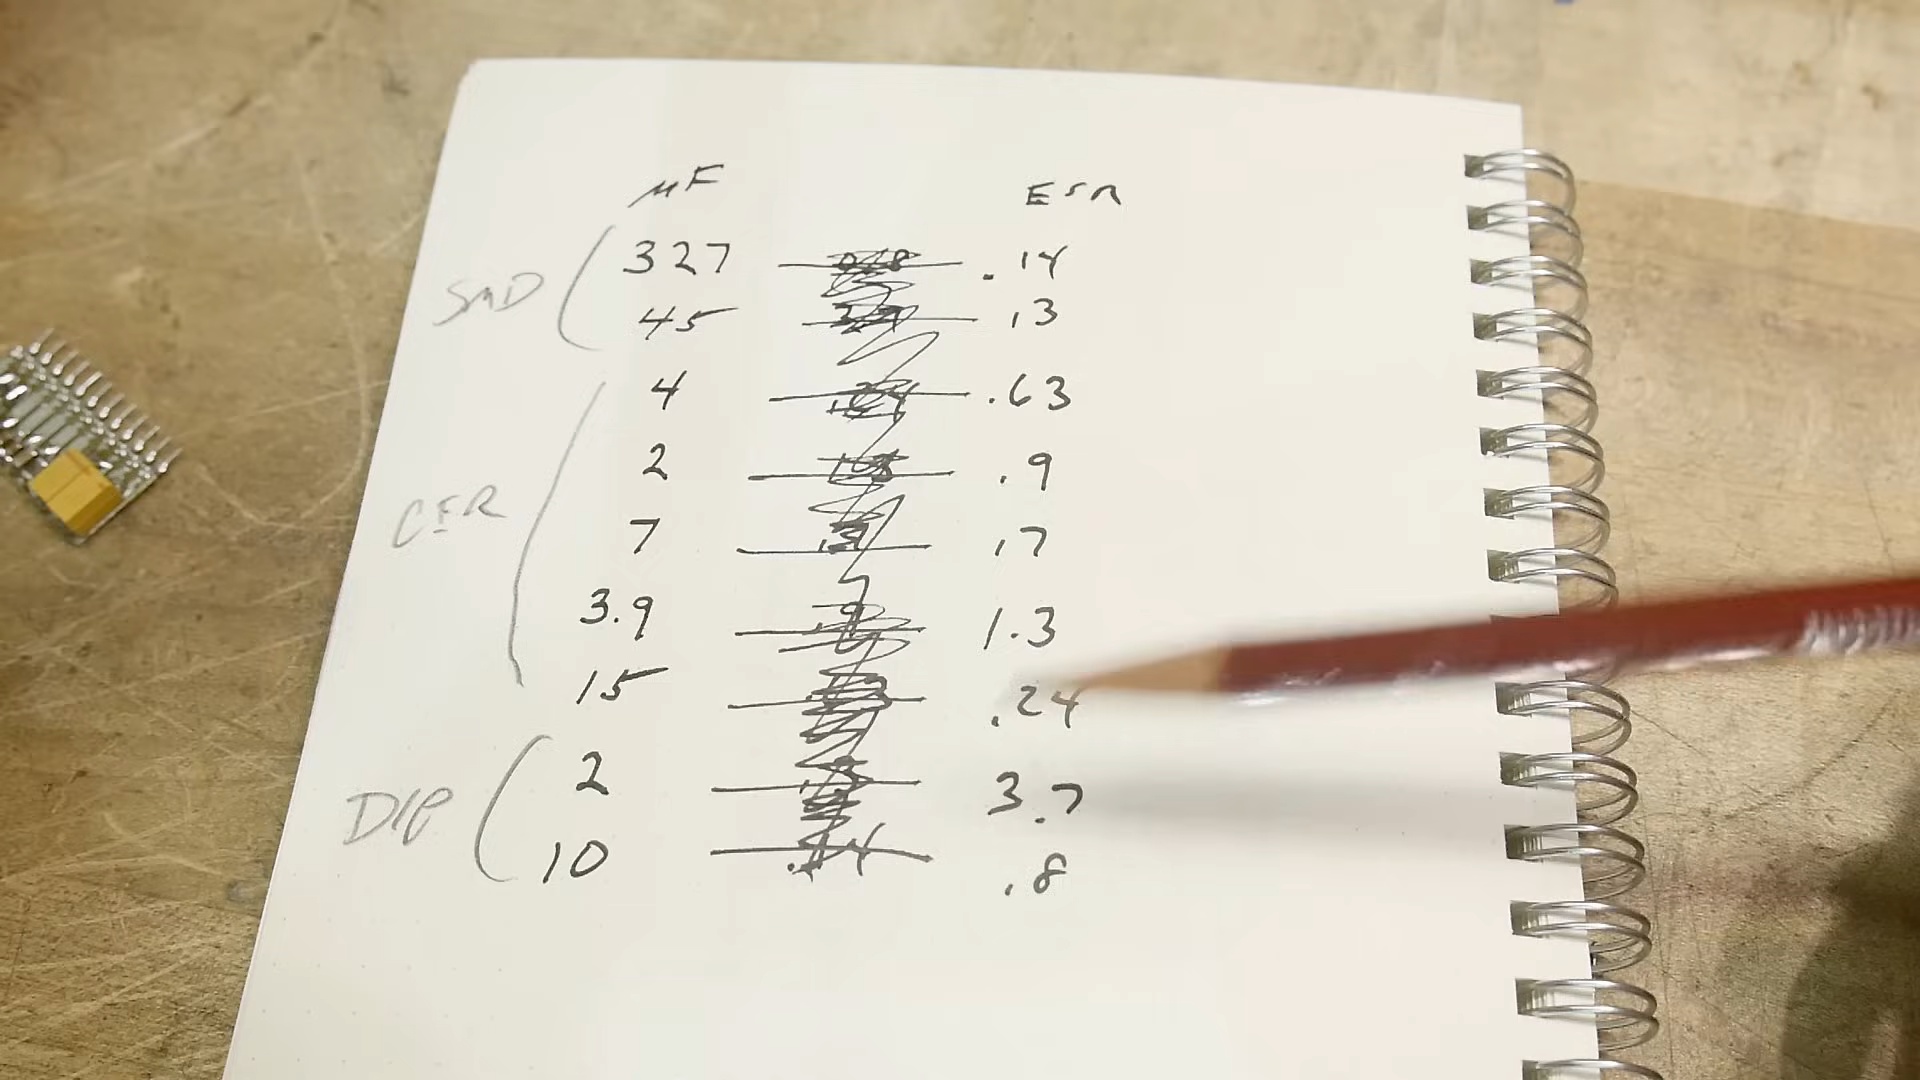 µF ESR
SMD
327 .14
45 .13
CER
4 .63
2 .9
7 .17
3.9 1.3
15 .24
DIP
2 3.7
10 .8